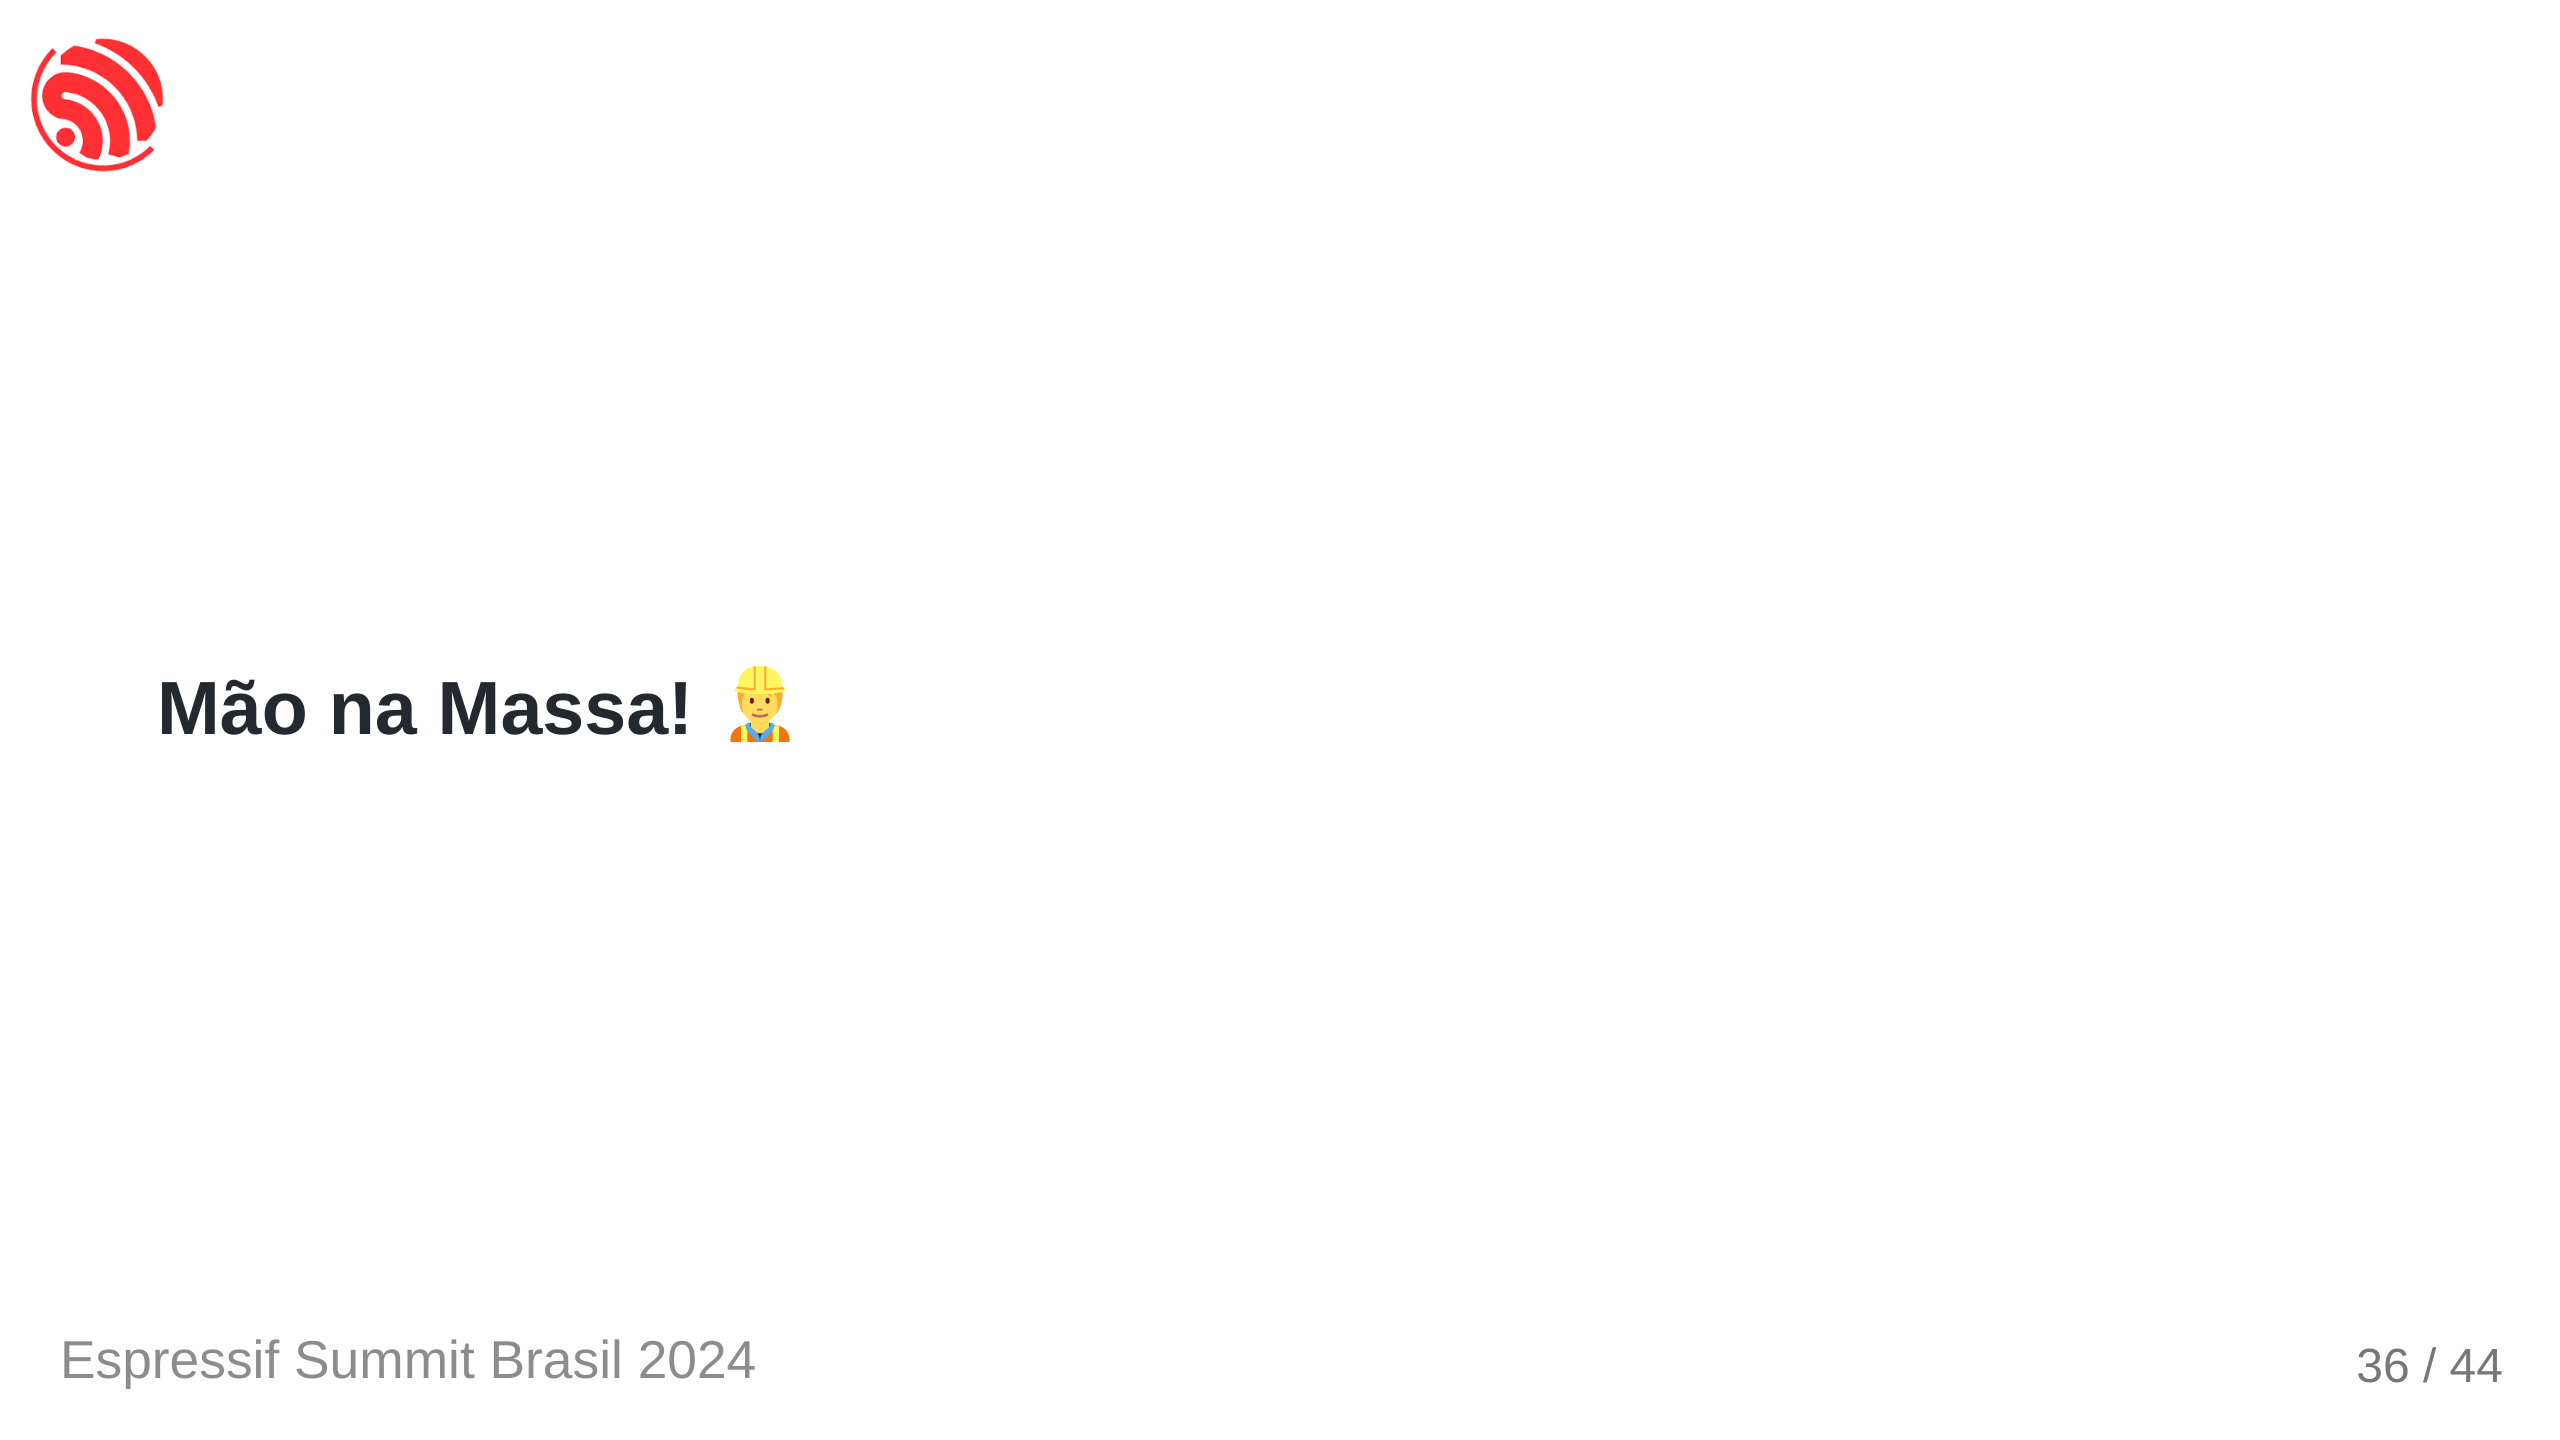 Mão na Massa! 👷
Espressif Summit Brasil 2024
36 / 44